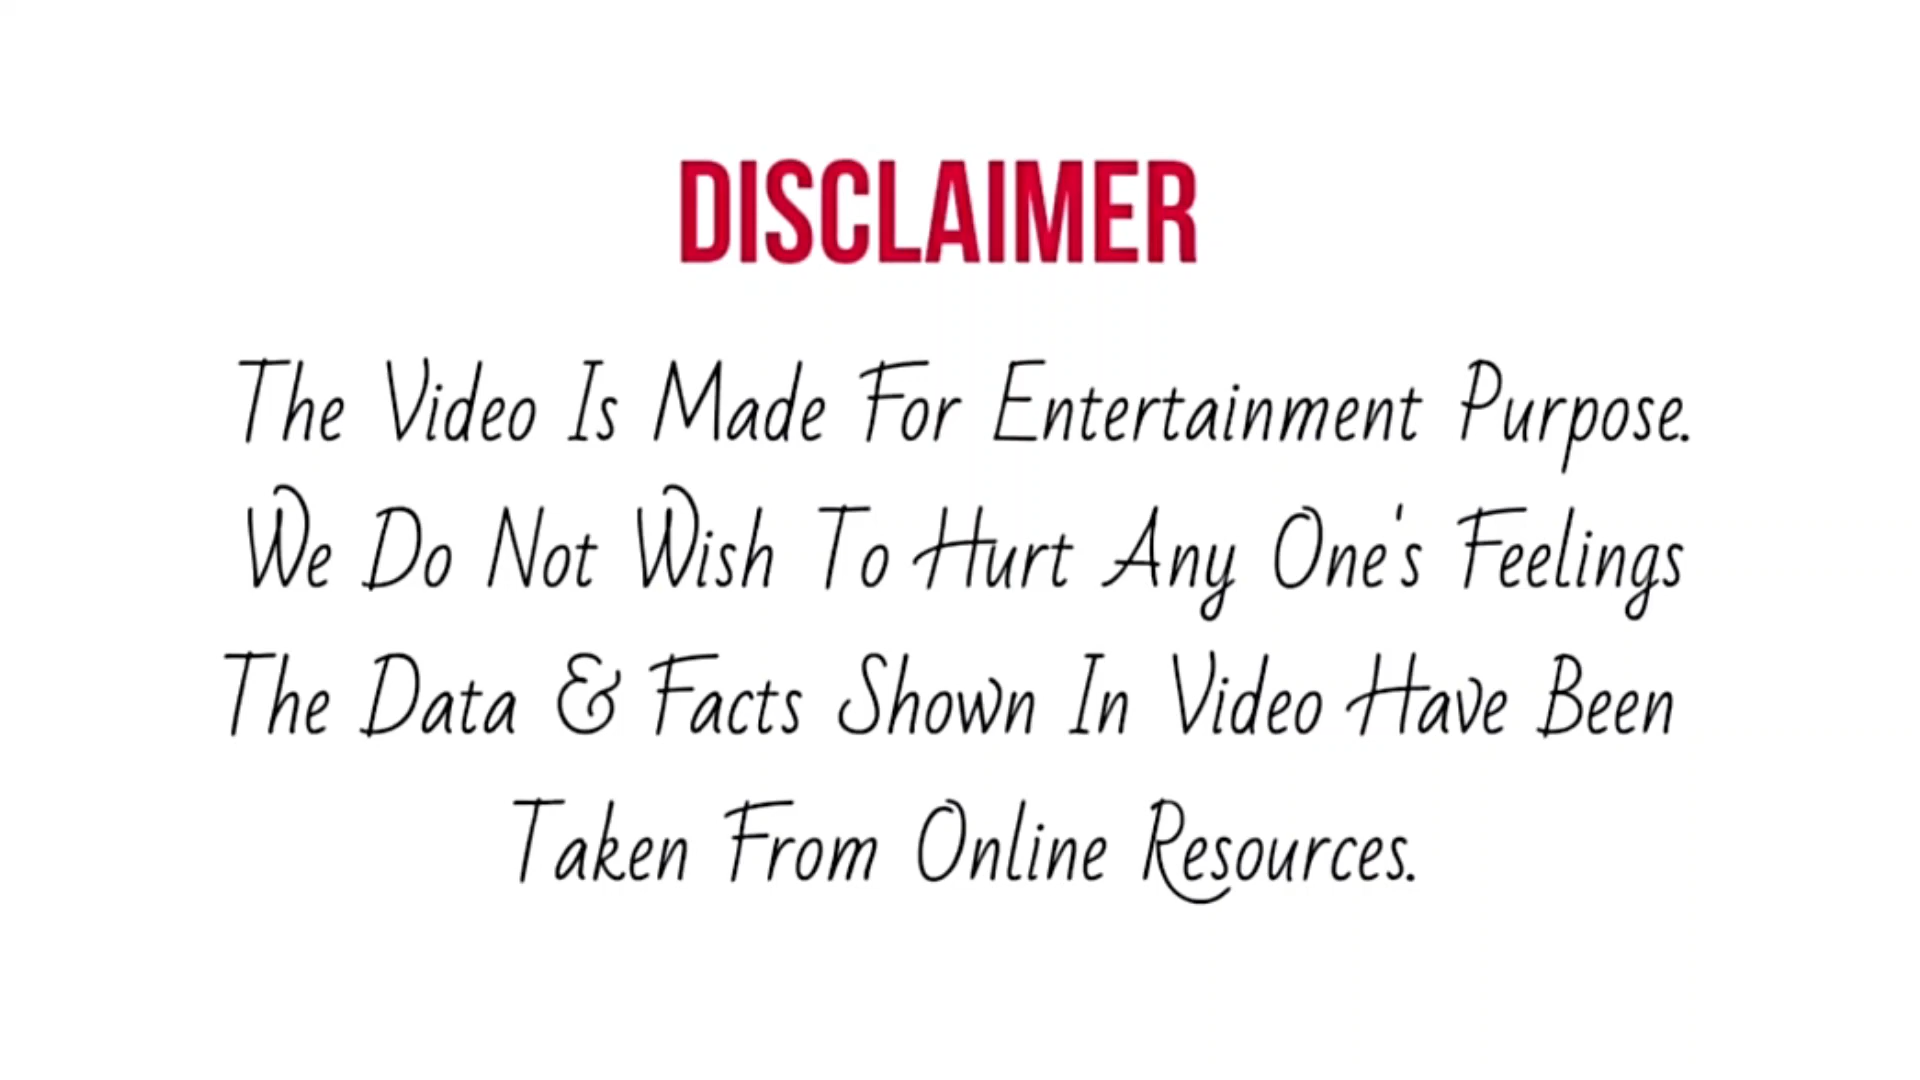 DISCLAIMER
The Video Is Made For Entertainment Purpose.
We Do Not Wish To Hurt Any One's Feelings
The Data & Facts Shown In Video Have Been
Taken From Online Resources.